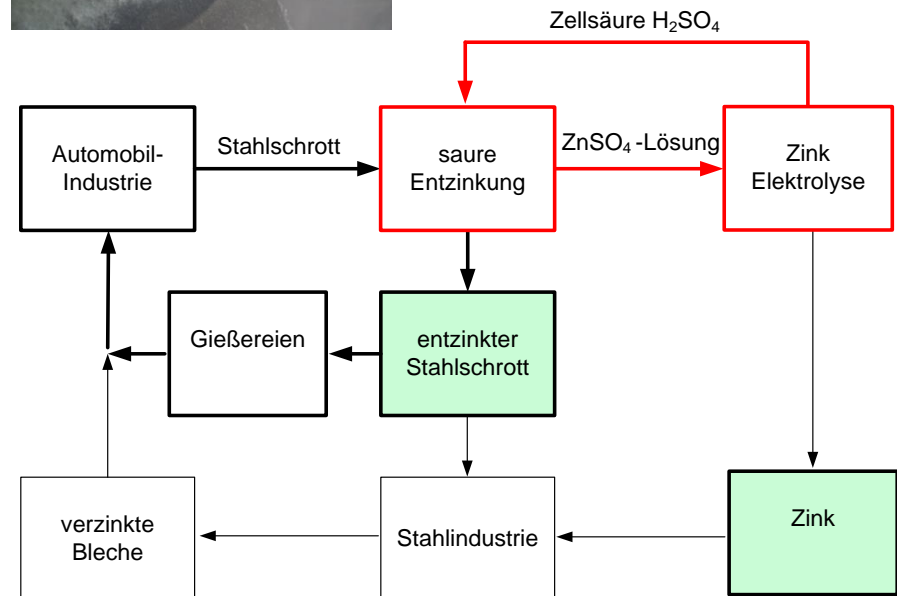 Zellsäure H₂SO₄
Automobil-
Industrie
Stahlschrott
saure
Entzinkung
ZnSO₄-Lösung
Zink
Elektrolyse
Gießereien
entzinkter
Stahlschrott
verzinkte
Bleche
Stahlindustrie
Zink